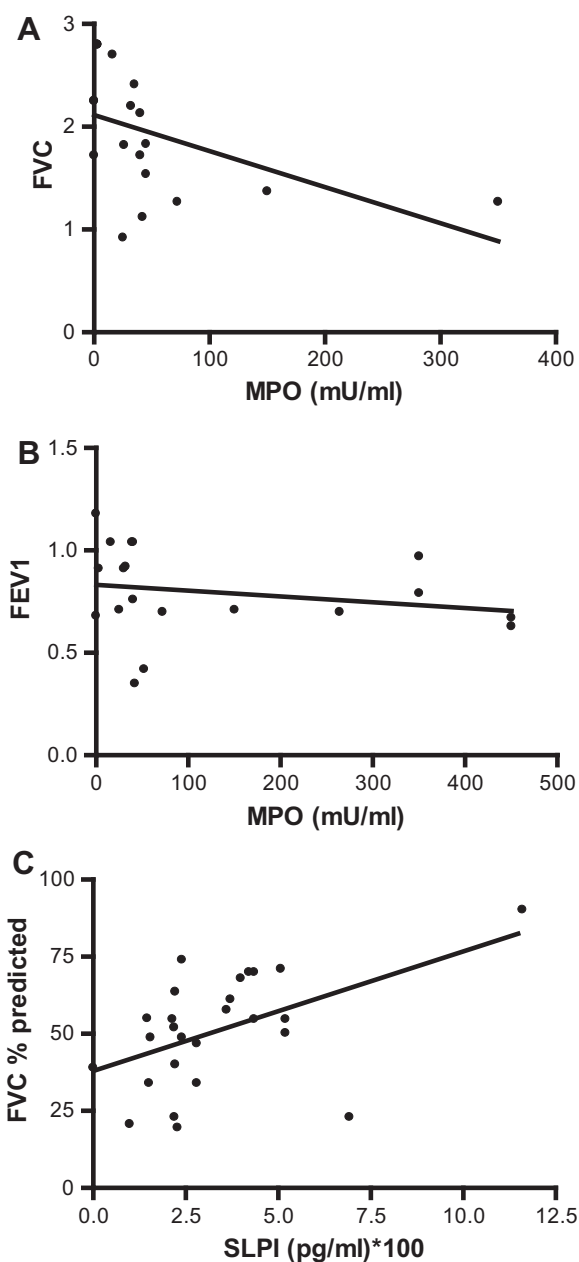 A
FVC
3
2
1
0
0 100 200 300 400
MPO (mU/ml)
B
FEV1
1.5
1.0
0.5
0.0
0 100 200 300 400 500
MPO (mU/ml)
C
FVC % predicted
100
75
50
25
0
0.0 2.5 5.0 7.5 10.0 12.5
SLPI (pg/ml)*100